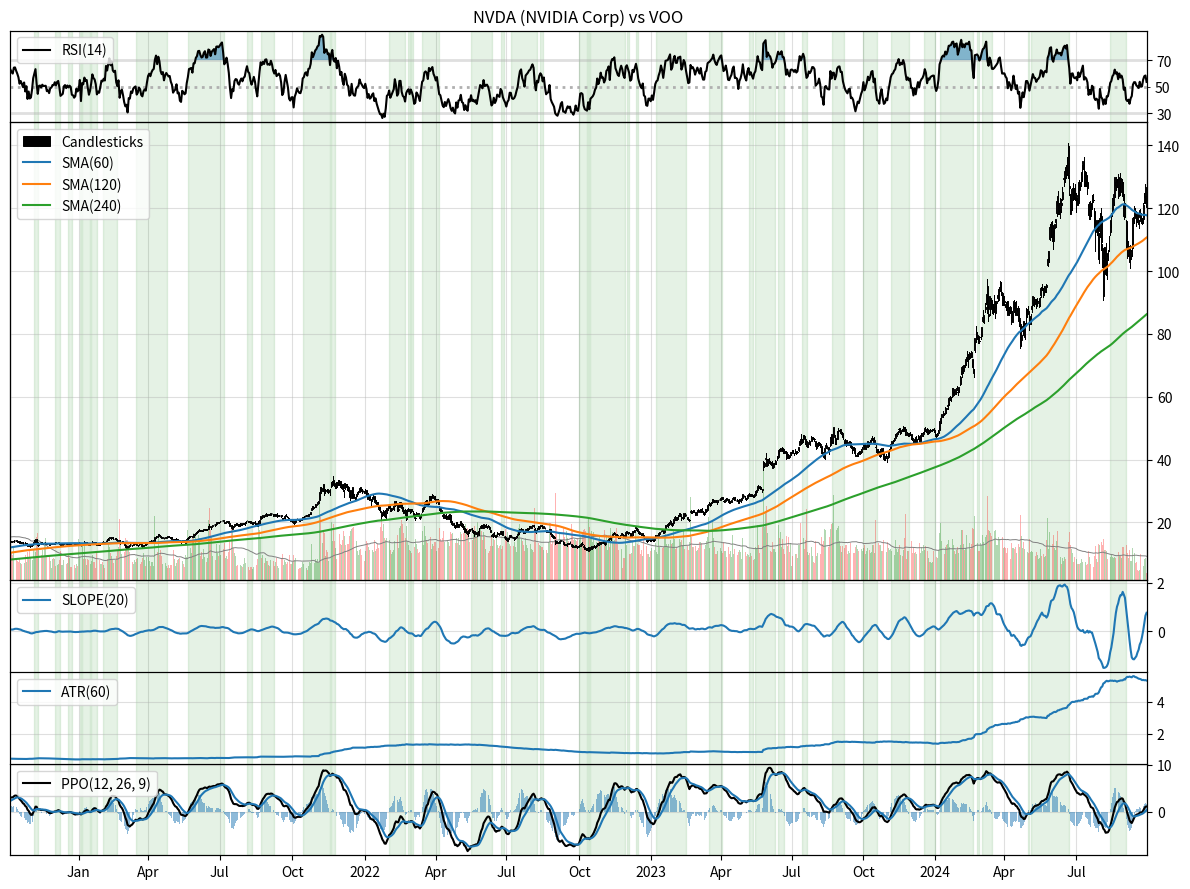 NVDA (NVIDIA Corp) vs VOO
RSI(14)
70
50
30
Candlesticks
SMA(60)
SMA(120)
SMA(240)
140
120
100
80
60
40
20
SLOPE(20)
2
0
ATR(60)
4
2
PPO(12, 26, 9)
10
0
Jan Apr Jul Oct 2022 Apr Jul Oct 2023 Apr Jul Oct 2024 Apr Jul